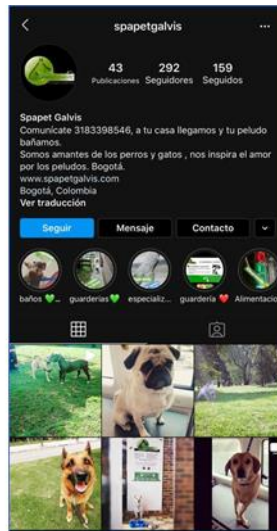 spapetgalvis
43 292 159
Publicaciones Seguidores Seguidos
Spapet Galvis
Comunícate 3183398546, a tu casa llegamos y tu peludo
bañamos.
Somos amantes de los perros y gatos , nos inspira el amor
por los peludos. Bogotá.
www.spapetgalvis.com
Bogotá, Colombia
Ver traducción
Seguir Mensaje Contacto
baños 💚... guarderias💚 especializ... guardería ❤️ Alimentacio